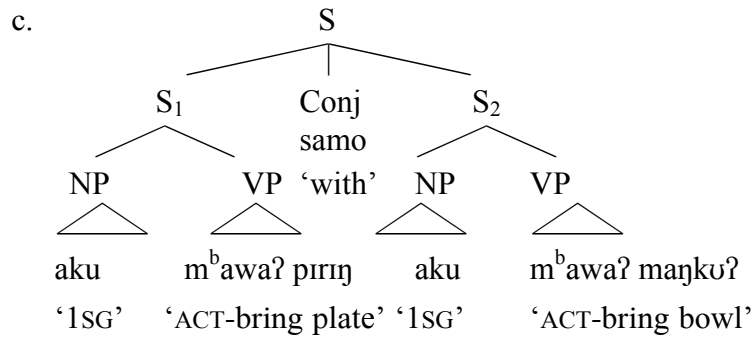 c. S
S₁ Conj S₂
samo
NP VP ‘with’ NP VP
aku mᵇawaʔ pɪrɪŋ aku mᵇawaʔ maŋkʊʔ
‘1SG’ ‘ACT-bring plate’ ‘1SG’ ‘ACT-bring bowl’